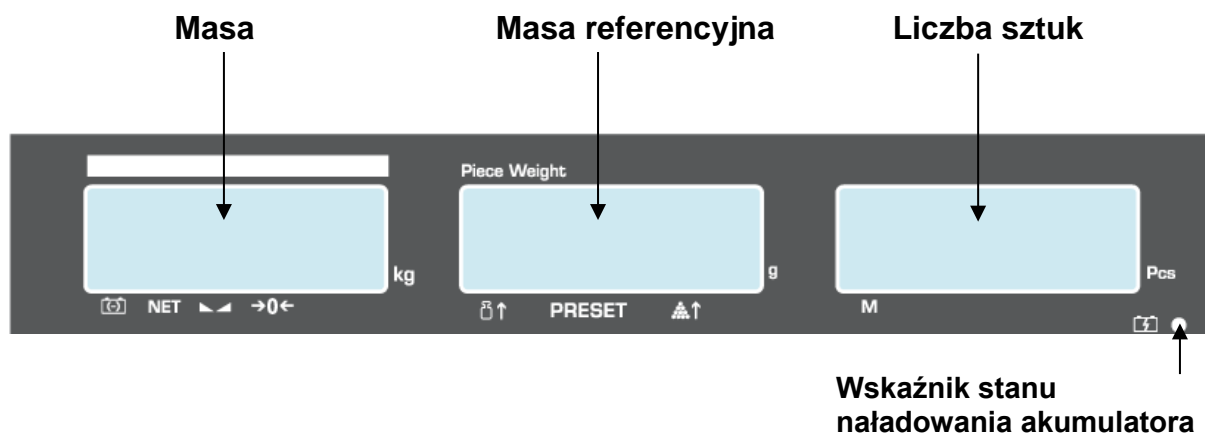 Masa Masa referencyjna Liczba sztuk
Piece Weight
kg g Pcs
NET →0← PRESET M
Wskaźnik stanu
naładowania akumulatora